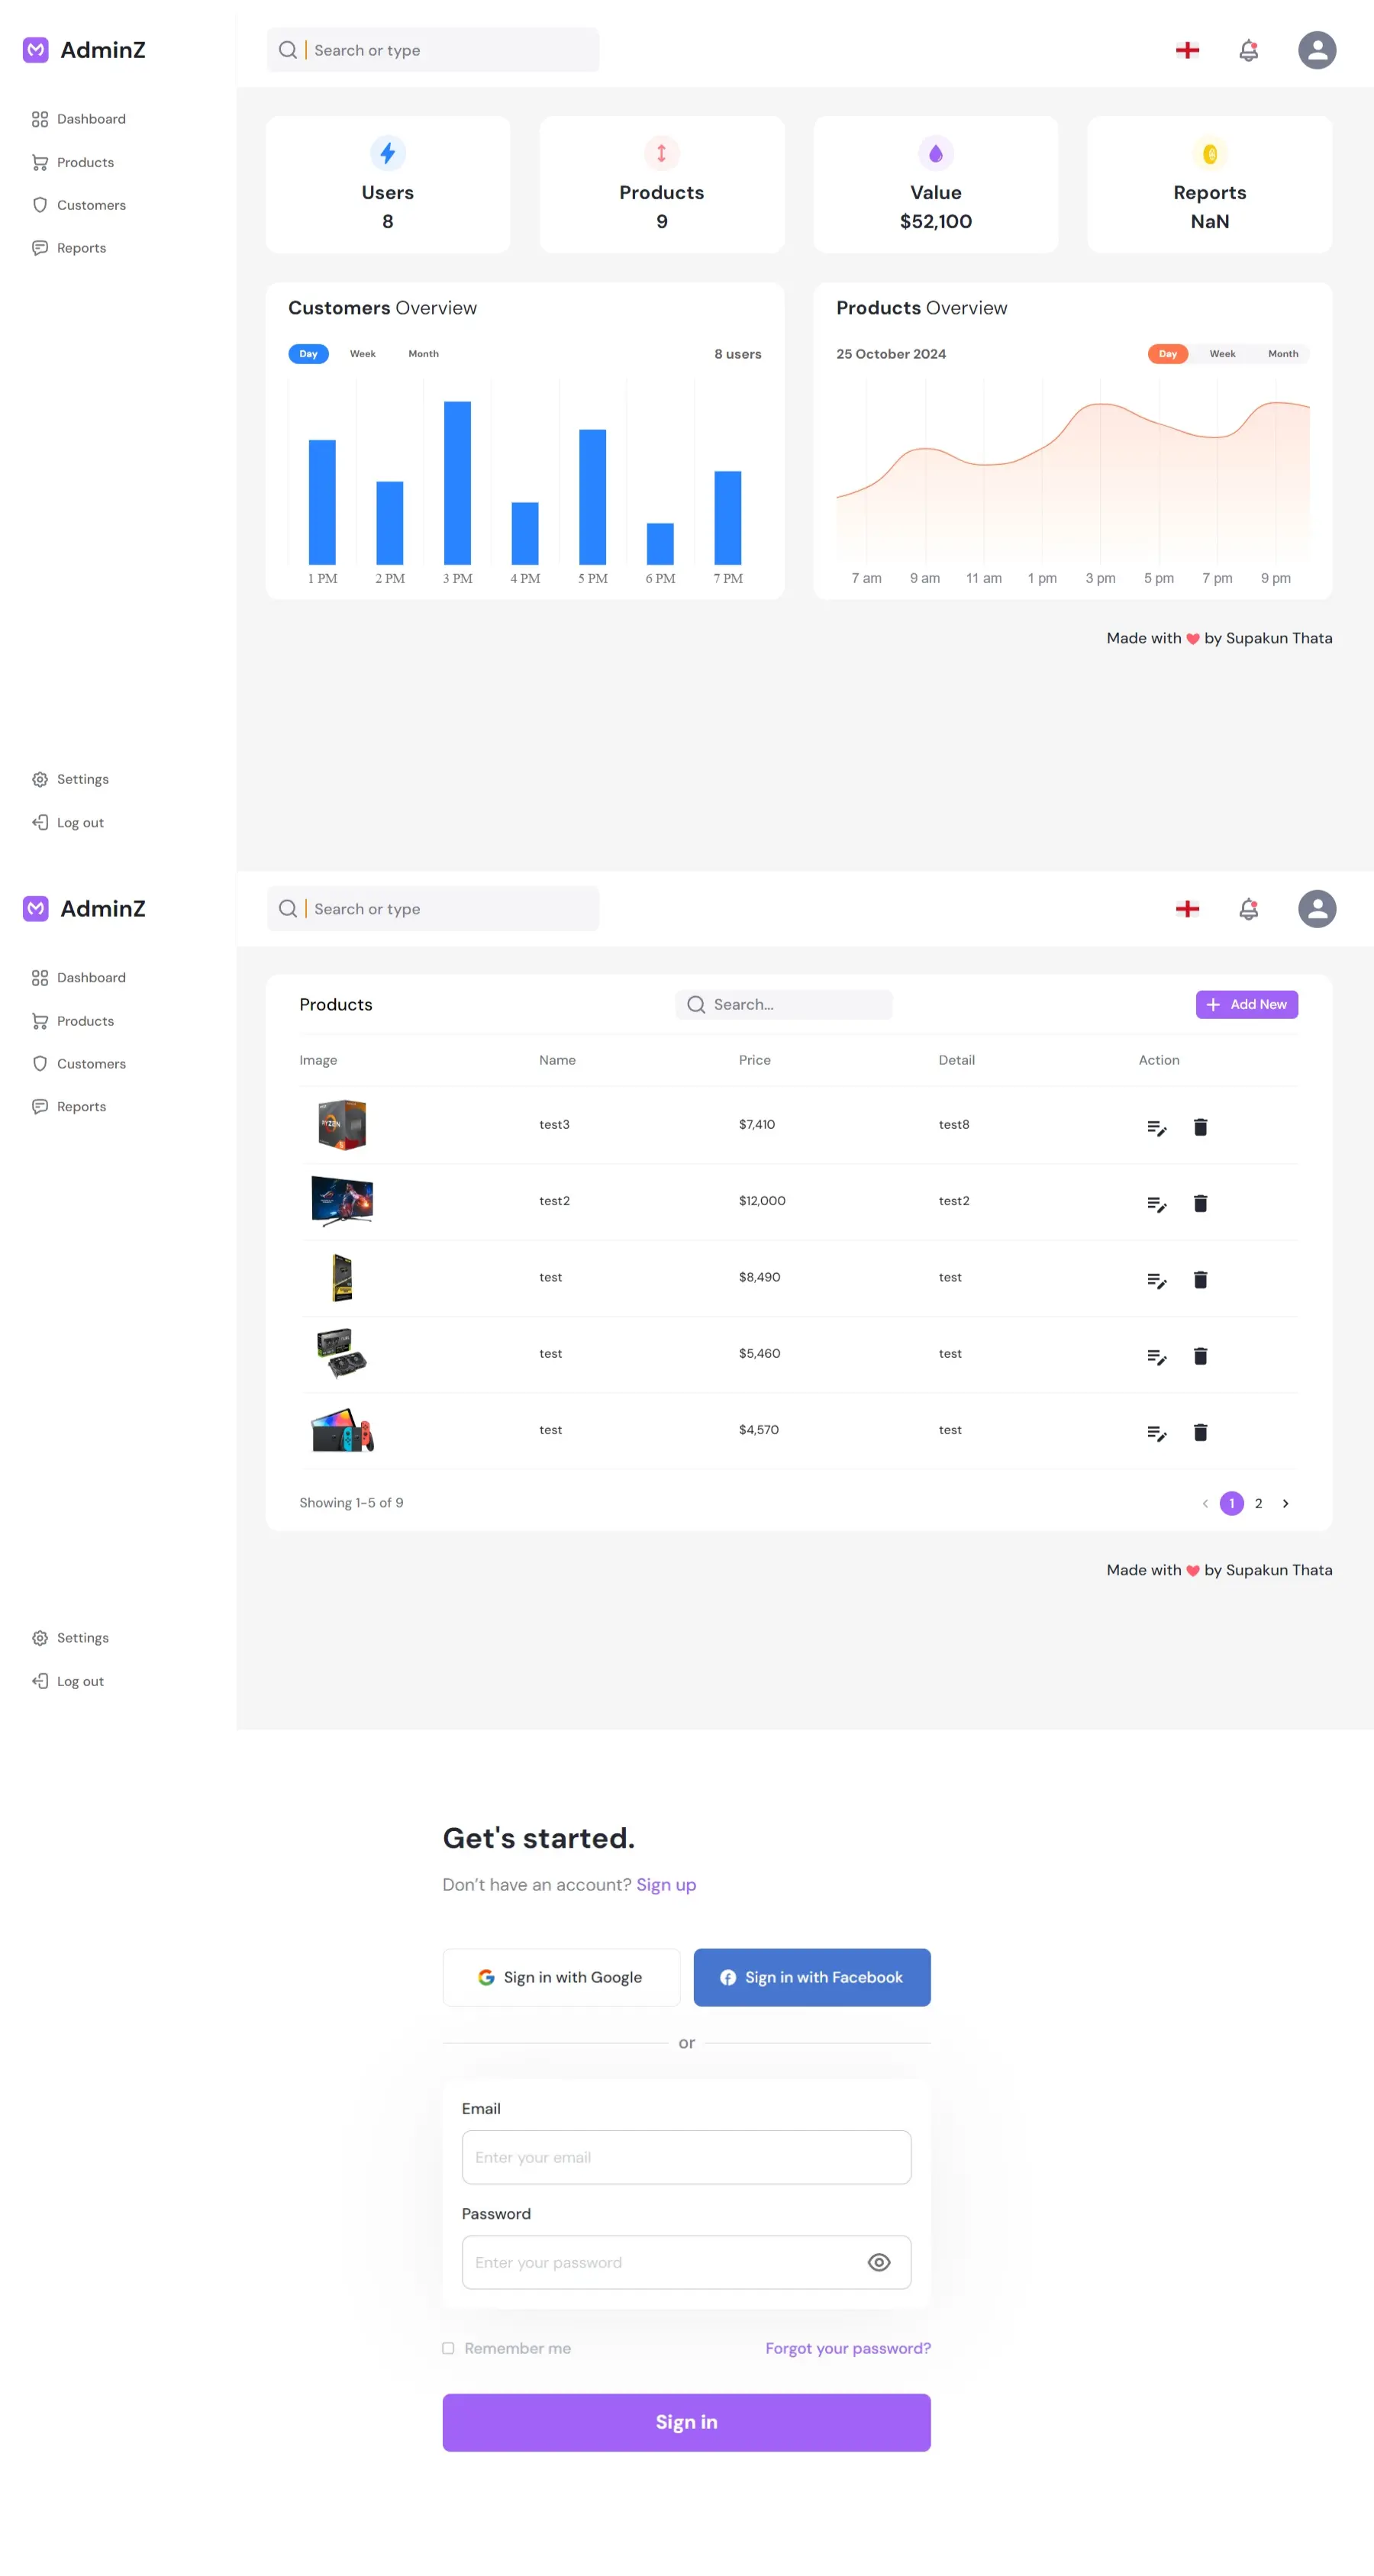 AdminZ
Search or type
Dashboard
Products
Customers
Reports
Settings
Log out
Users
8
Products
9
Value
$52,100
Reports
NaN
Customers Overview
Day Week Month
8 users
1 PM 2 PM 3 PM 4 PM 5 PM 6 PM 7 PM
Products Overview
25 October 2024
Day Week Month
7 am 9 am 11 am 1 pm 3 pm 5 pm 7 pm 9 pm
Made with by Supakun Thata
AdminZ
Search or type
Dashboard
Products
Customers
Reports
Settings
Log out
Products
Search...
Add New
Image Name Price Detail Action
RYZEN
test3 $7,410 test8
test2 $12,000 test2
test $8,490 test
test $5,460 test
test $4,570 test
Showing 1-5 of 9
1 2
Made with by Supakun Thata
Get's started.
Don't have an account? Sign up
Sign in with Google
Sign in with Facebook
or
Email
Enter your email
Password
Enter your password
Remember me
Forgot your password?
Sign in